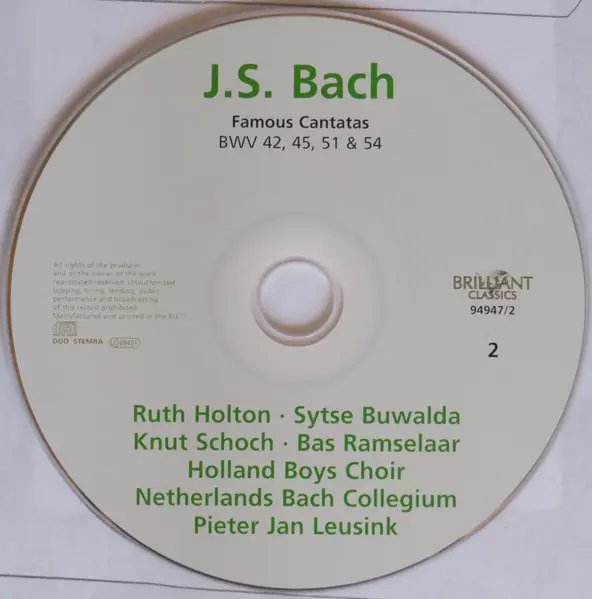 J.S. Bach
Famous Cantatas
BWV 42, 45, 51 & 54
All rights of the producer
and of the owner of the work
reproduced reserved. Unauthorised
copying, hiring, lending, public
performance and broadcasting
of this record prohibited.
Manufactured and printed in the EU.
DDD STEMRA
BRILLIANT
CLASSICS
94947/2
2
Ruth Holton · Sytse Buwalda
Knut Schoch · Bas Ramselaar
Holland Boys Choir
Netherlands Bach Collegium
Pieter Jan Leusink